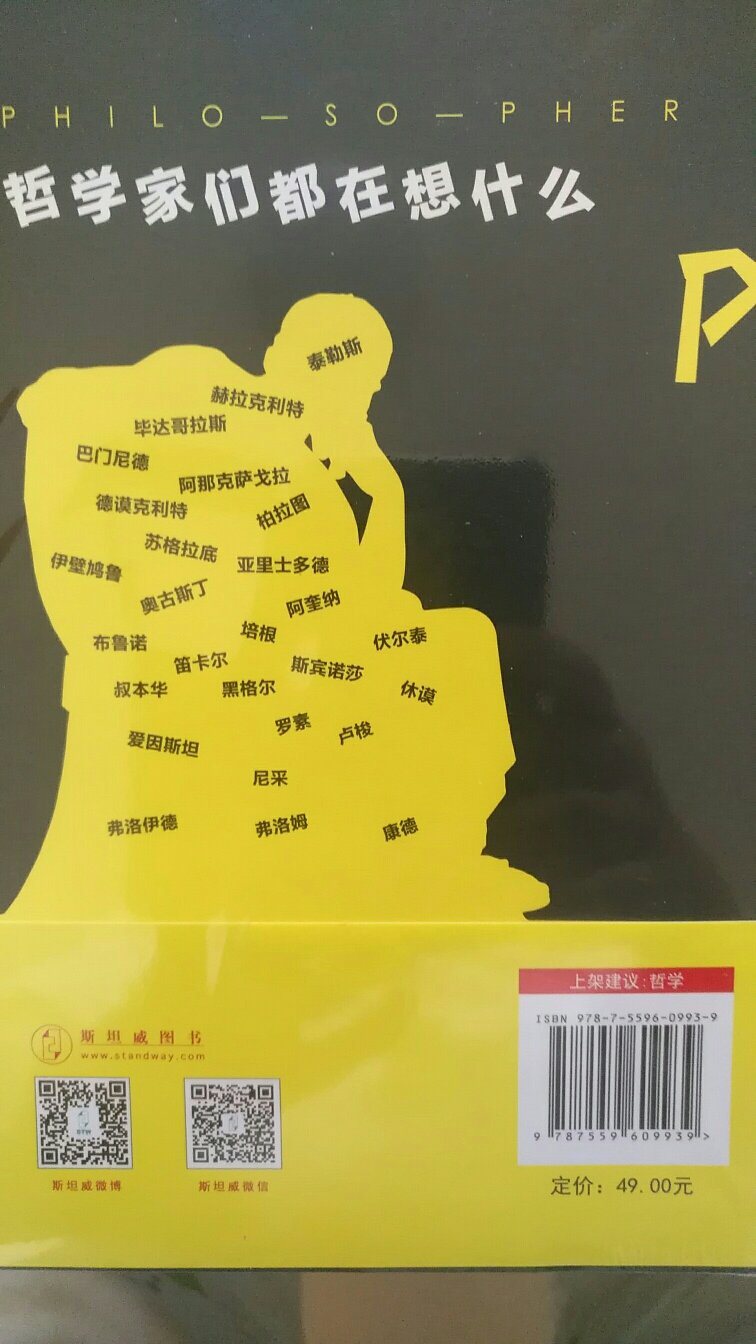 PHILO—SO—PHER
哲学家们都在想什么
P
泰勒斯
赫拉克利特
毕达哥拉斯
巴门尼德
阿那克萨戈拉
德谟克利特
柏拉图
苏格拉底
伊壁鸠鲁
亚里士多德
奥古斯丁
阿奎纳
布鲁诺
培根
伏尔泰
笛卡尔
斯宾诺莎
叔本华
黑格尔
休谟
罗素
卢梭
爱因斯坦
尼采
弗洛伊德
弗洛姆
康德
上架建议:哲学
ISBN 978-7-5596-0993-9
9 787559 609939 >
定价：49.00元
斯坦威图书
www.standway.com
STW
斯坦威微博
斯坦威微信